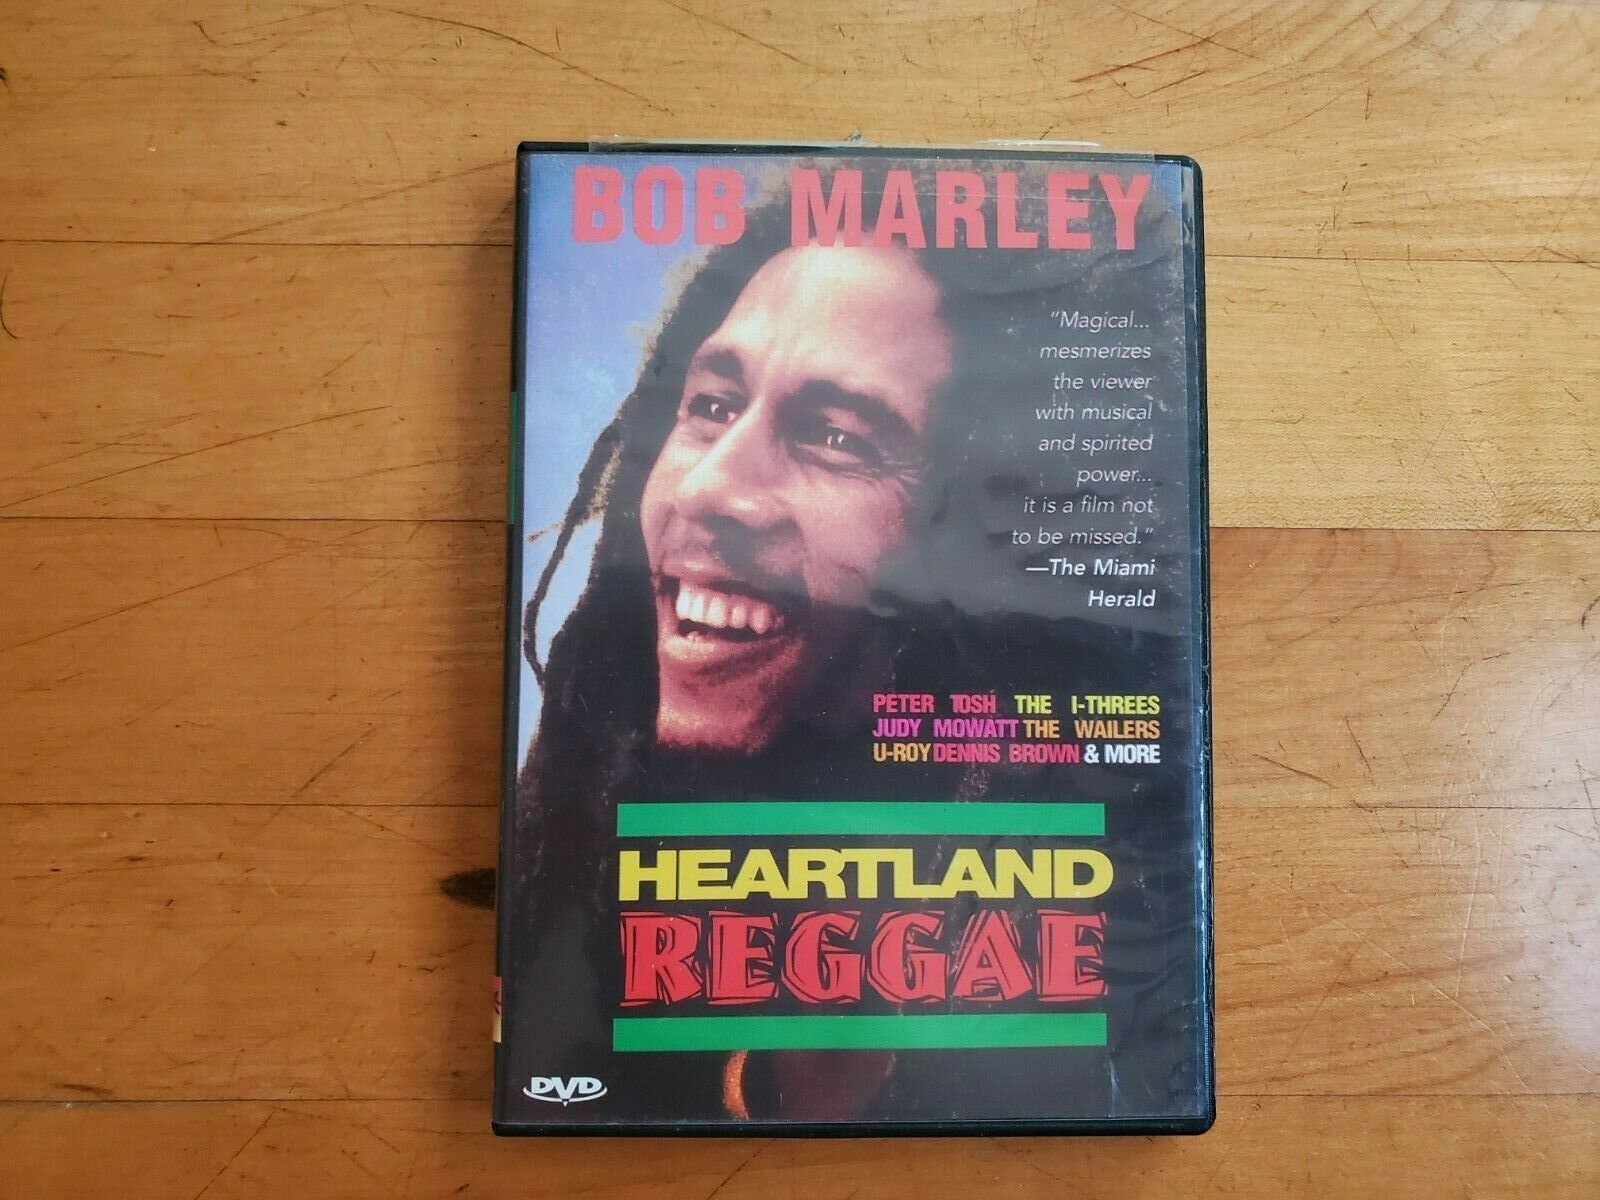 BOB MARLEY
"Magical...
mesmerizes
the viewer
with musical
and spirited
power...
it is a film not
to be missed."
—The Miami
Herald
PETER TOSH THE I-THREES
JUDY MOWATT THE WAILERS
U-ROY DENNIS BROWN & MORE
HEARTLAND
REGGAE
DVD